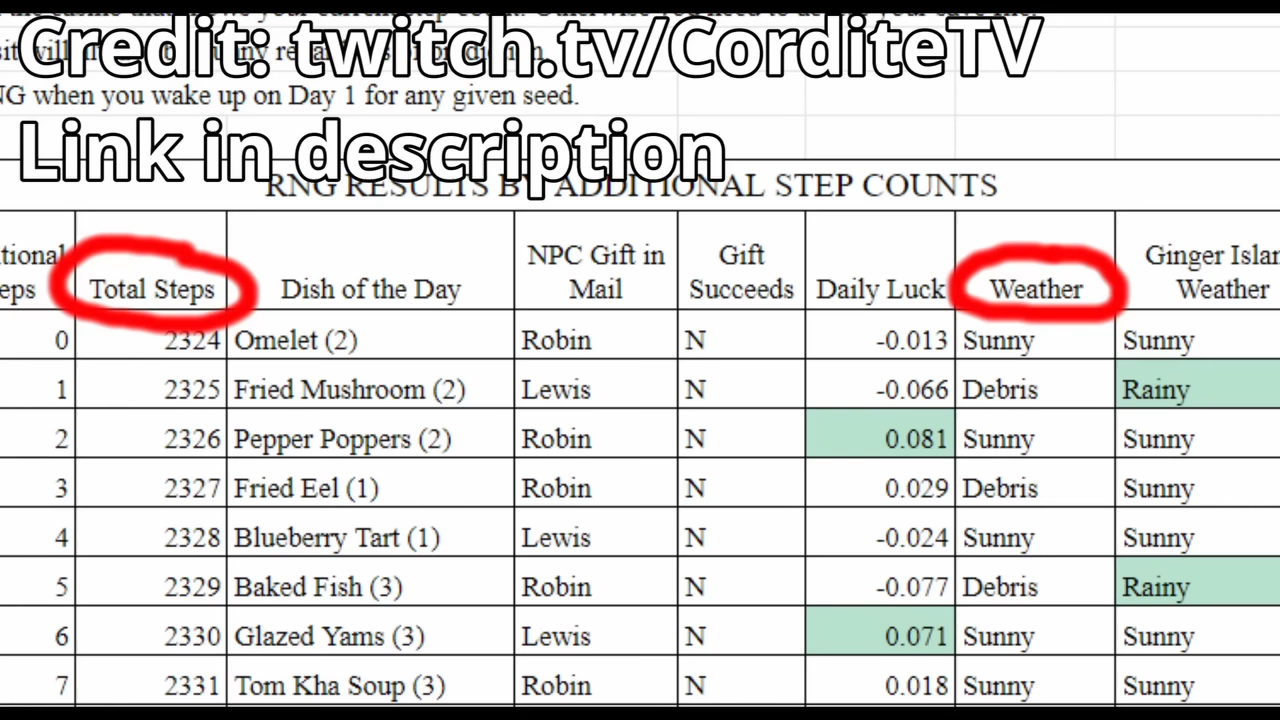 Credit: twitch.tv/CorditeTV
NG when you wake up on Day 1 for any given seed.
Link in description
RNG RESULTS BY ADDITIONAL STEP COUNTS
tional eps Total Steps Dish of the Day NPC Gift in Mail Gift Succeeds Daily Luck Weather Ginger Islan Weather
0 2324 Omelet (2) Robin N -0.013 Sunny Sunny
1 2325 Fried Mushroom (2) Lewis N -0.066 Debris Rainy
2 2326 Pepper Poppers (2) Robin N 0.081 Sunny Sunny
3 2327 Fried Eel (1) Robin N 0.029 Debris Sunny
4 2328 Blueberry Tart (1) Lewis N -0.024 Sunny Sunny
5 2329 Baked Fish (3) Robin N -0.077 Debris Rainy
6 2330 Glazed Yams (3) Lewis N 0.071 Sunny Sunny
7 2331 Tom Kha Soup (3) Robin N 0.018 Sunny Sunny